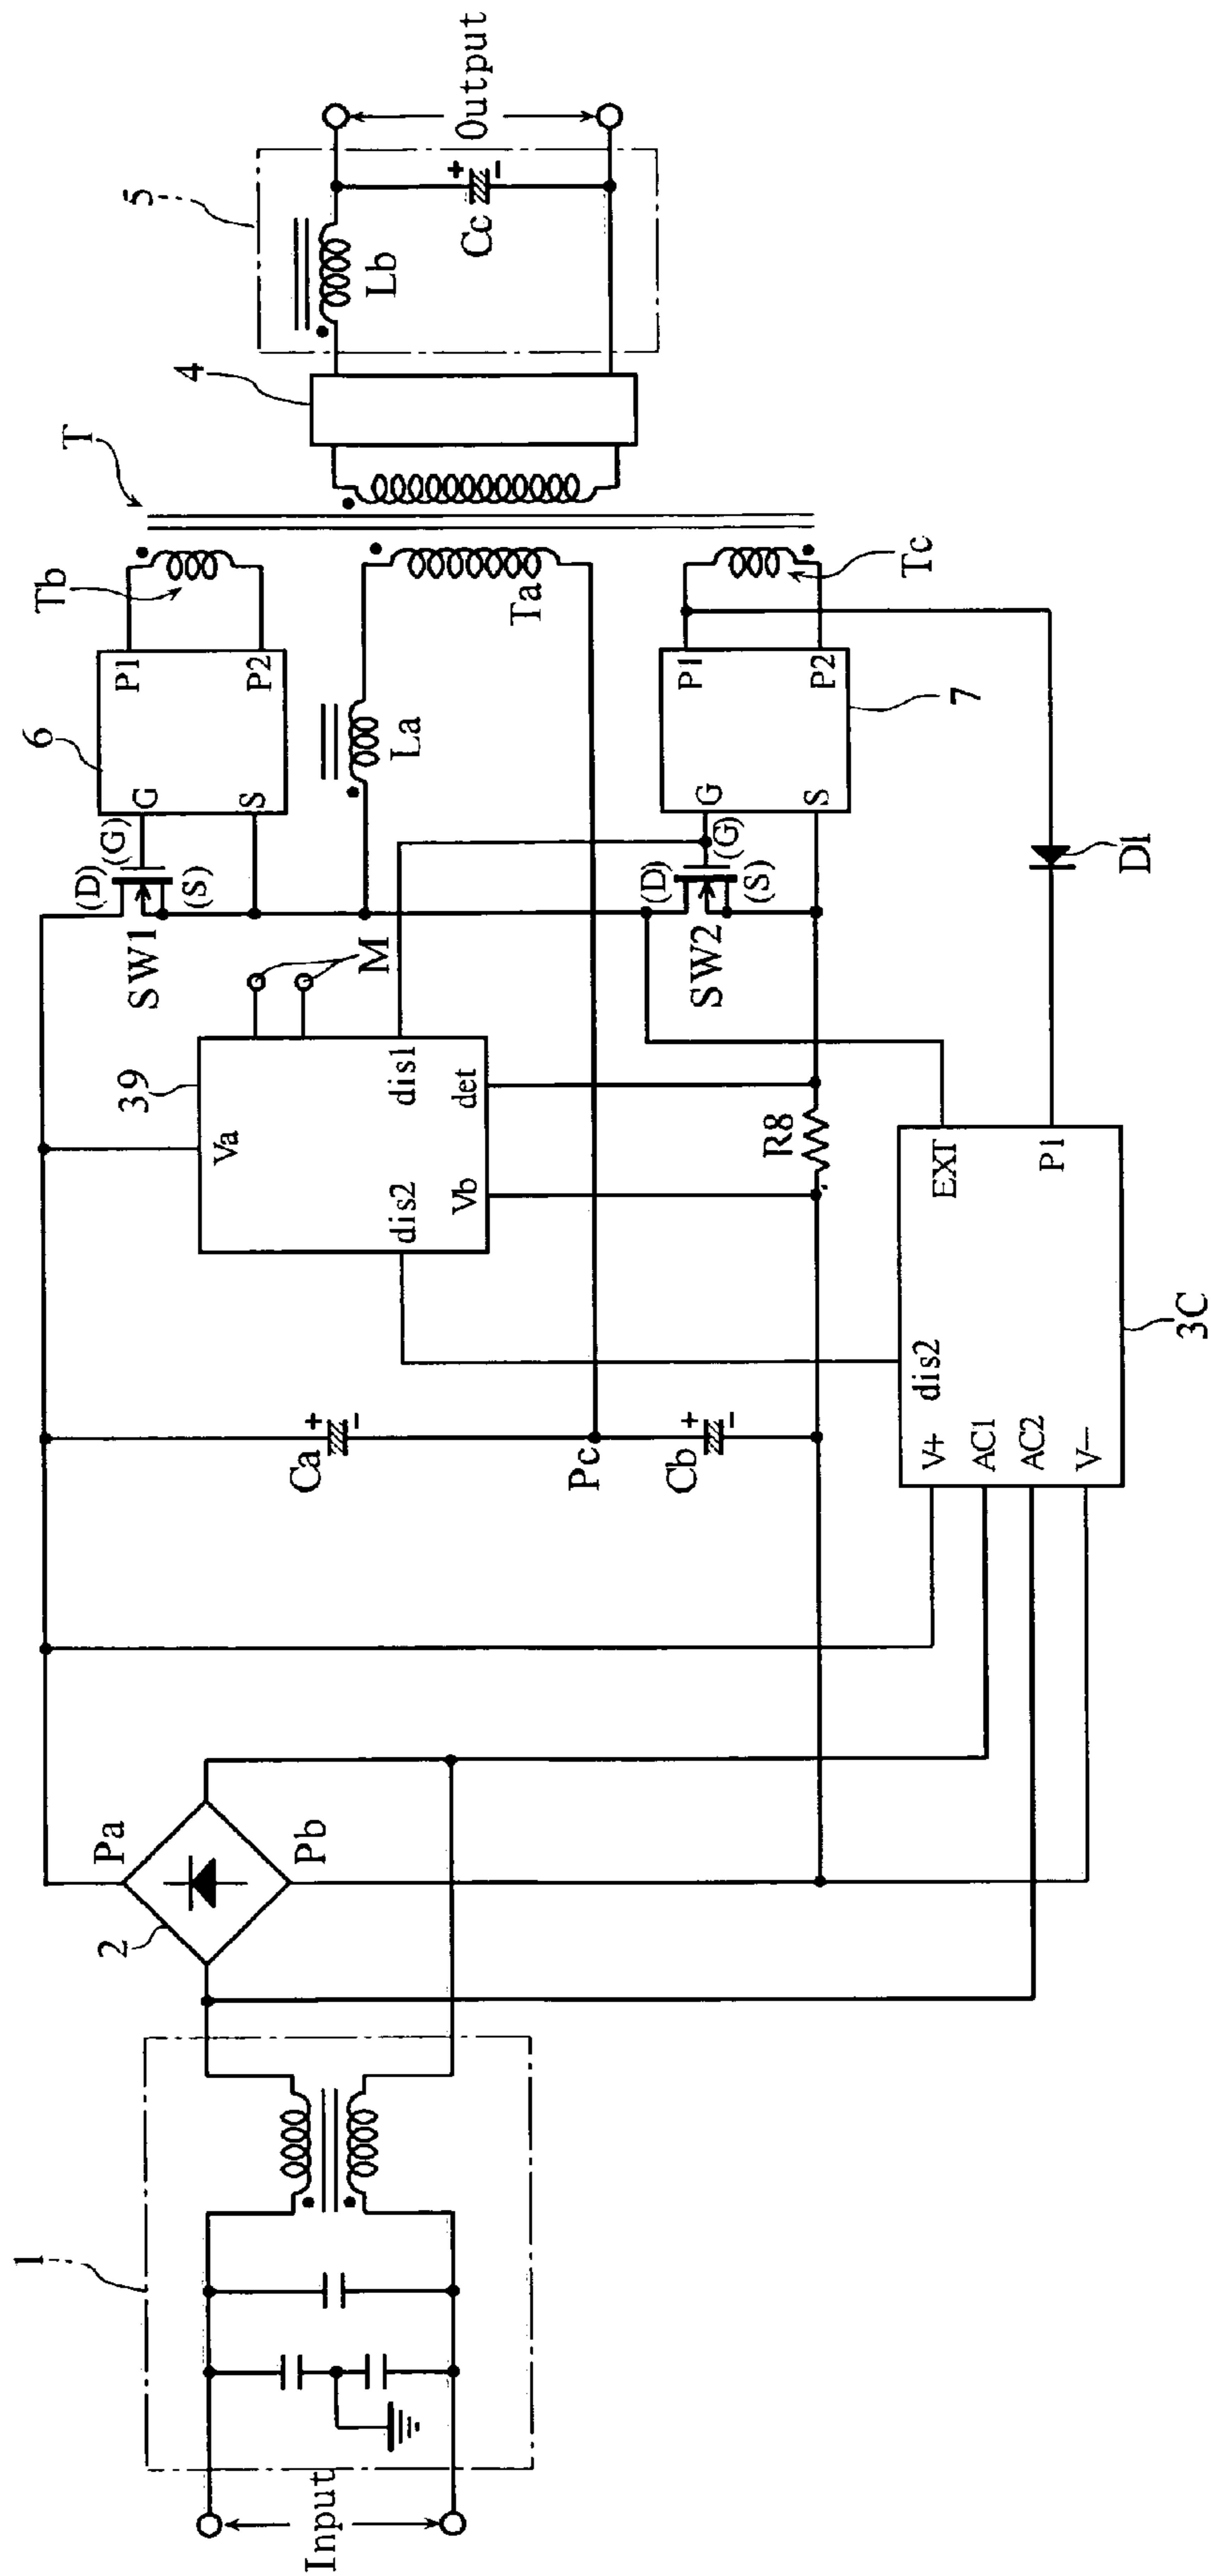 Input
1
2
Pa
Pb
Ca
+
-
Pc
Cb
+
-
39
Va
dis1
dis2
det
Vb
M
R8
3C
V+
dis2
AC1
AC2
V-
EXT
P1
D1
SW1
(D)
(G)
(S)
6
G
S
P1
P2
Tb
La
Ta
SW2
(D)
(G)
(S)
G
S
P1
P2
7
Tc
T
4
5
Lb
Cc
+
-
Output